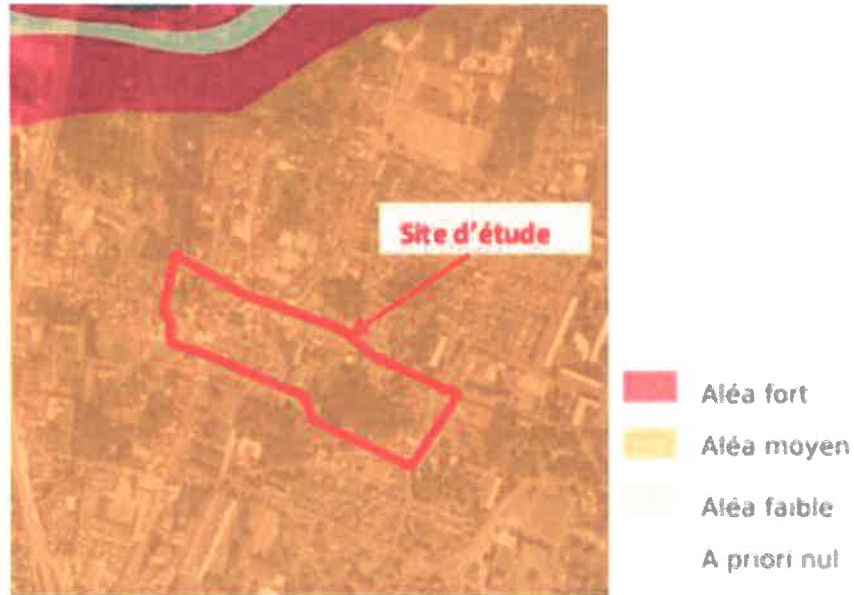 Site d'étude
Aléa fort
Aléa moyen
Aléa faible
A priori nul